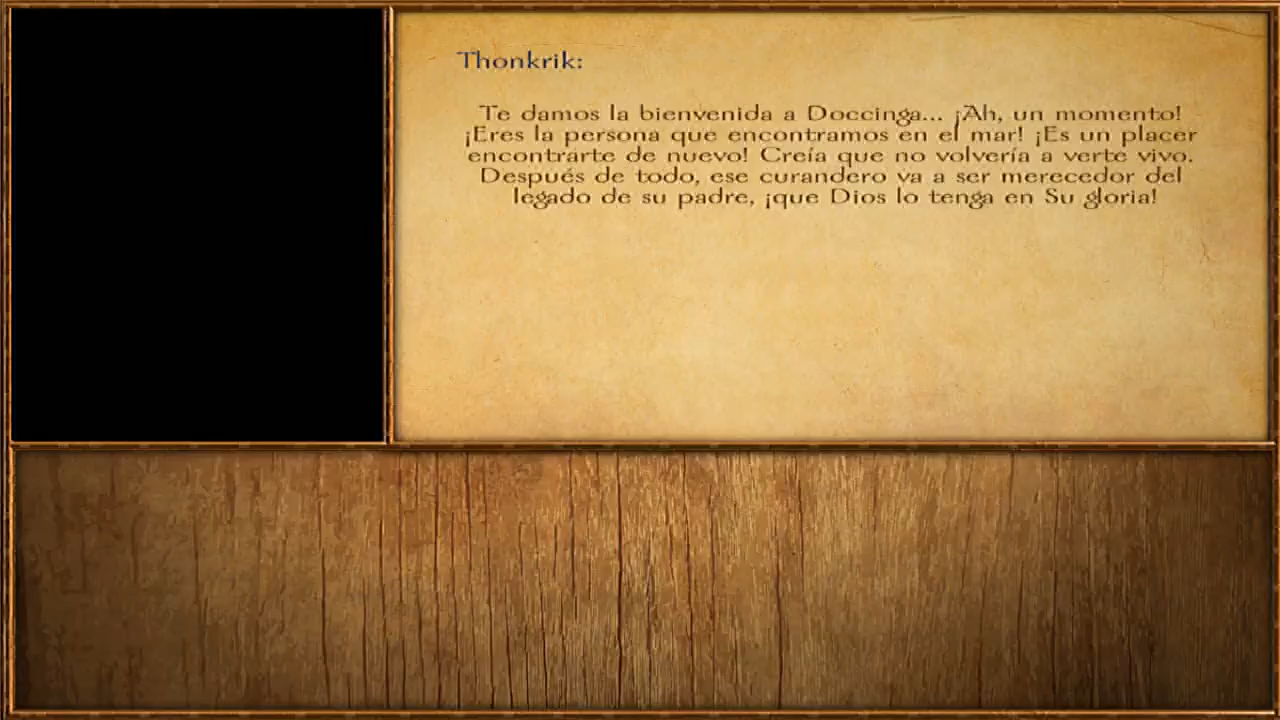 Thonkrik:
Te damos la bienvenida a Doccinga... ¡Ah, un momento!
¡Eres la persona que encontramos en el mar! ¡Es un placer
encontrarte de nuevo! Creía que no volvería a verte vivo.
Después de todo, ese curandero va a ser merecedor del
legado de su padre, ¡que Dios lo tenga en Su gloria!